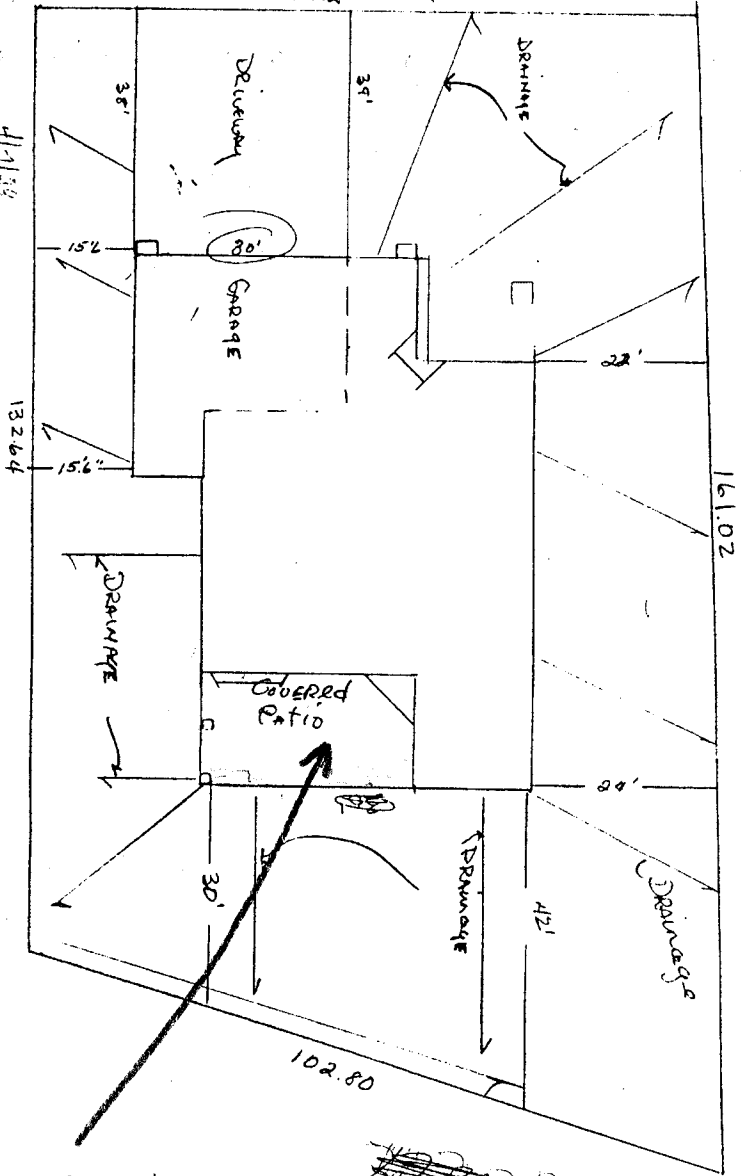 DRAINAGE
DRIVEWAY
38'
38'
15'6
80'
GARAGE
22'
132.64
15'6"
161.02
DRAINAGE
COVERED
PATIO
24'
30'
DRAINAGE
42'
DRAINAGE
102.80